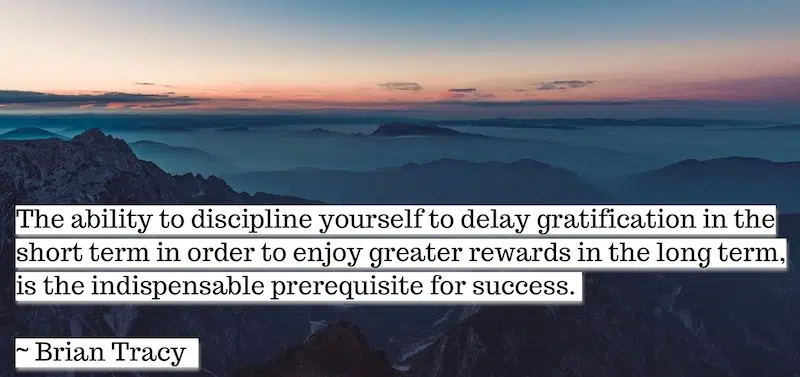 The ability to discipline yourself to delay gratification in the
short term in order to enjoy greater rewards in the long term,
is the indispensable prerequisite for success.
~ Brian Tracy